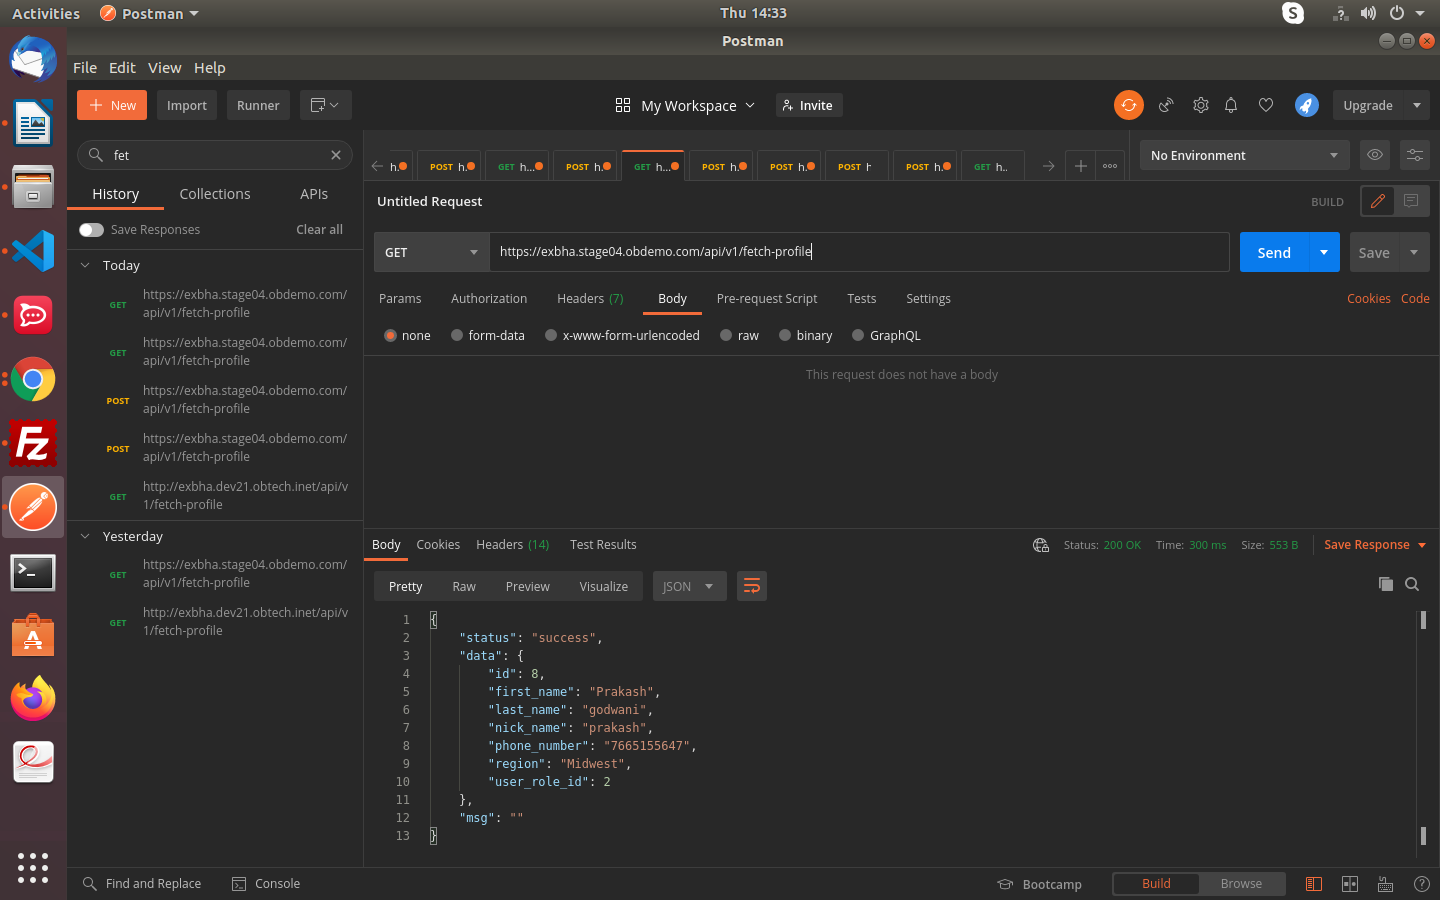 Activities Postman Thu 14:33
Postman
File Edit View Help
New Import Runner My Workspace Invite Upgrade
fet
h. POST h. GET h... POST h. GET h... POST h. POST h. POST h POST h. GET h.. No Environment
History Collections APIs
Save Responses Clear all
Today
GET https://exbha.stage04.obdemo.com/
api/v1/fetch-profile
GET https://exbha.stage04.obdemo.com/
api/v1/fetch-profile
POST https://exbha.stage04.obdemo.com/
api/v1/fetch-profile
POST https://exbha.stage04.obdemo.com/
api/v1/fetch-profile
GET http://exbha.dev21.obtech.inet/api/v
1/fetch-profile
Yesterday
GET https://exbha.stage04.obdemo.com/
api/v1/fetch-profile
GET http://exbha.dev21.obtech.inet/api/v
1/fetch-profile
Untitled Request BUILD
GET https://exbha.stage04.obdemo.com/api/v1/fetch-profile Send Save
Params Authorization Headers (7) Body Pre-request Script Tests Settings Cookies Code
none form-data x-www-form-urlencoded raw binary GraphQL
This request does not have a body
Body Cookies Headers (14) Test Results Status: 200 OK Time: 300 ms Size: 553 B Save Response
Pretty Raw Preview Visualize JSON
1 {
2 "status": "success",
3 "data": {
4 "id": 8,
5 "first_name": "Prakash",
6 "last_name": "godwani",
7 "nick_name": "prakash",
8 "phone_number": "7665155647",
9 "region": "Midwest",
10 "user_role_id": 2
11 },
12 "msg": ""
13 }
Find and Replace Console Bootcamp Build Browse